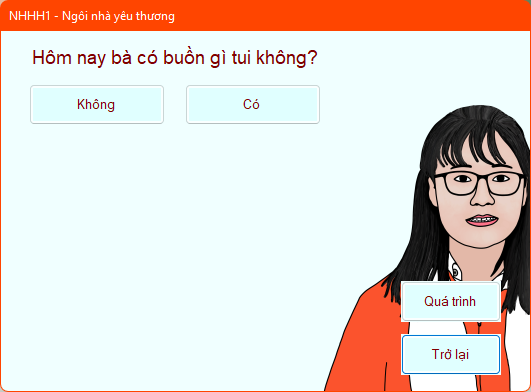 NHHH1 - Ngôi nhà yêu thương
Hôm nay bà có buồn gì tui không?
Không
Có
Quá trình
Trở lại